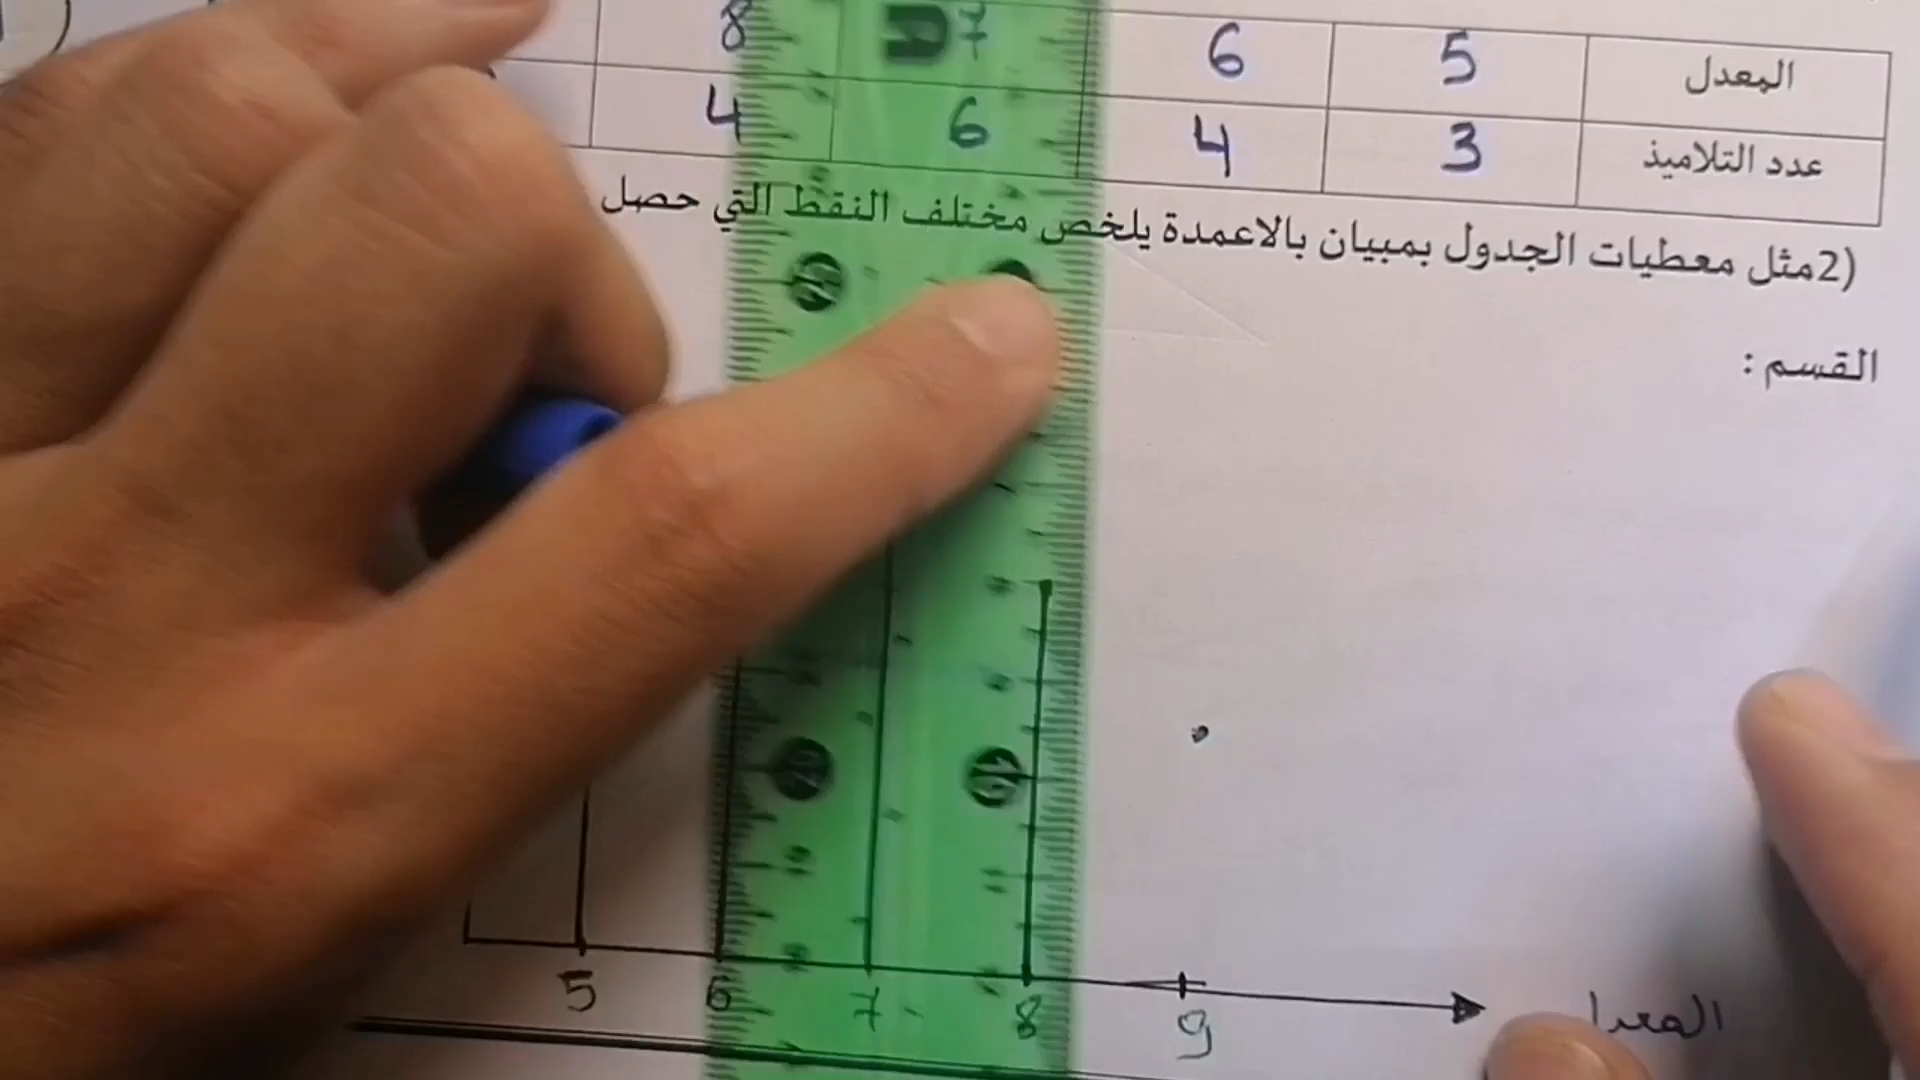 المعدل 5 6 7 8
عدد التلاميذ 3 4 6 4
2)مثل معطيات الجدول بمبيان بالاعمدة يلخص مختلف النقط التي حصل
القسم :
5 6 7 8 9